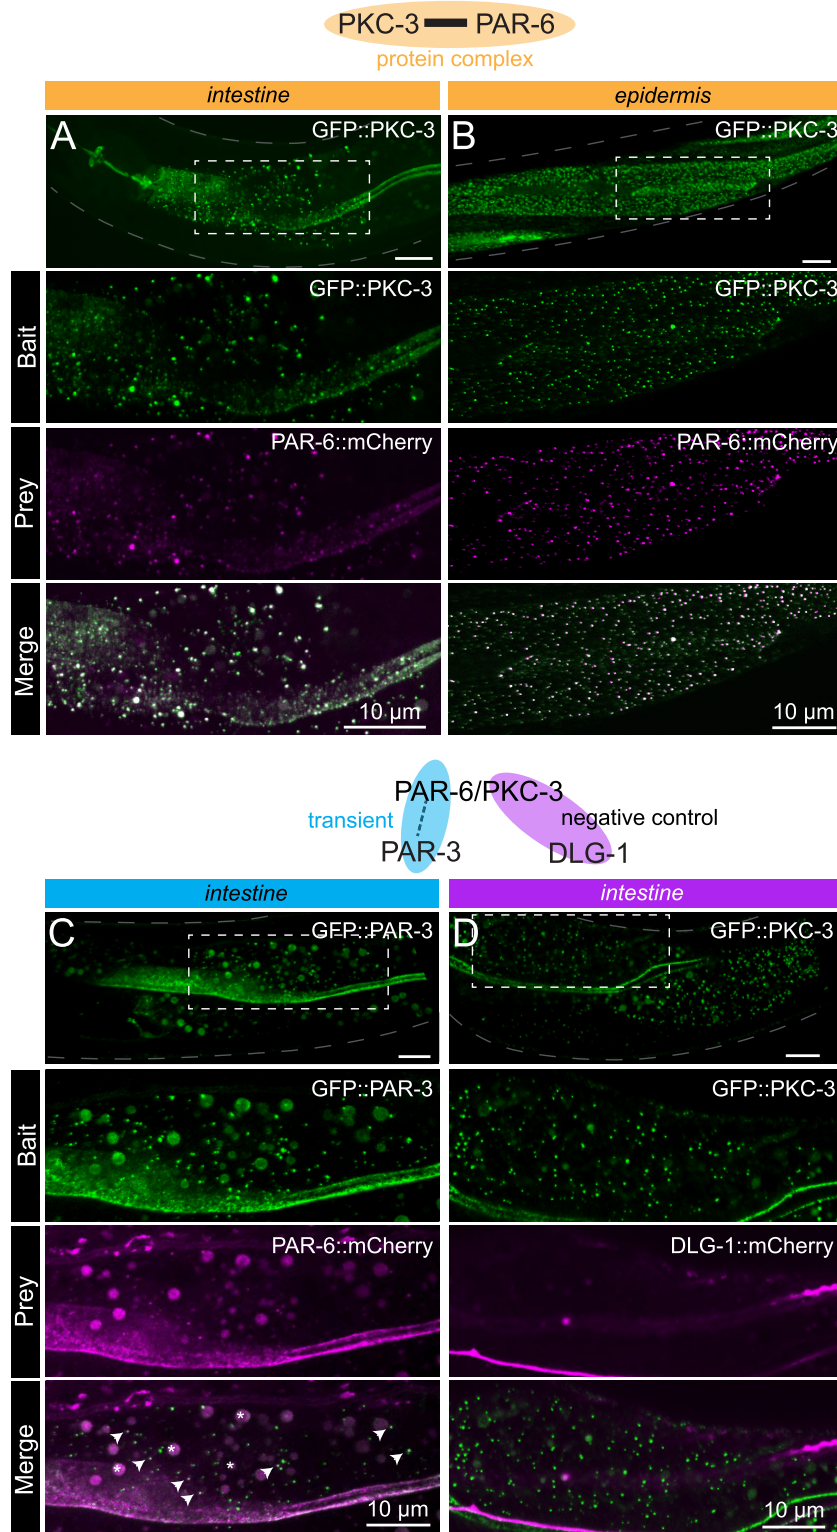 PKC-3 PAR-6
protein complex
intestine
epidermis
A
GFP::PKC-3
B
GFP::PKC-3
Bait
GFP::PKC-3
GFP::PKC-3
Prey
PAR-6::mCherry
PAR-6::mCherry
Merge
10 µm
10 µm
PAR-6/PKC-3
transient
negative control
PAR-3
DLG-1
intestine
intestine
C
GFP::PAR-3
D
GFP::PKC-3
Bait
GFP::PAR-3
GFP::PKC-3
Prey
PAR-6::mCherry
DLG-1::mCherry
Merge
* * * *
10 µm
10 µm